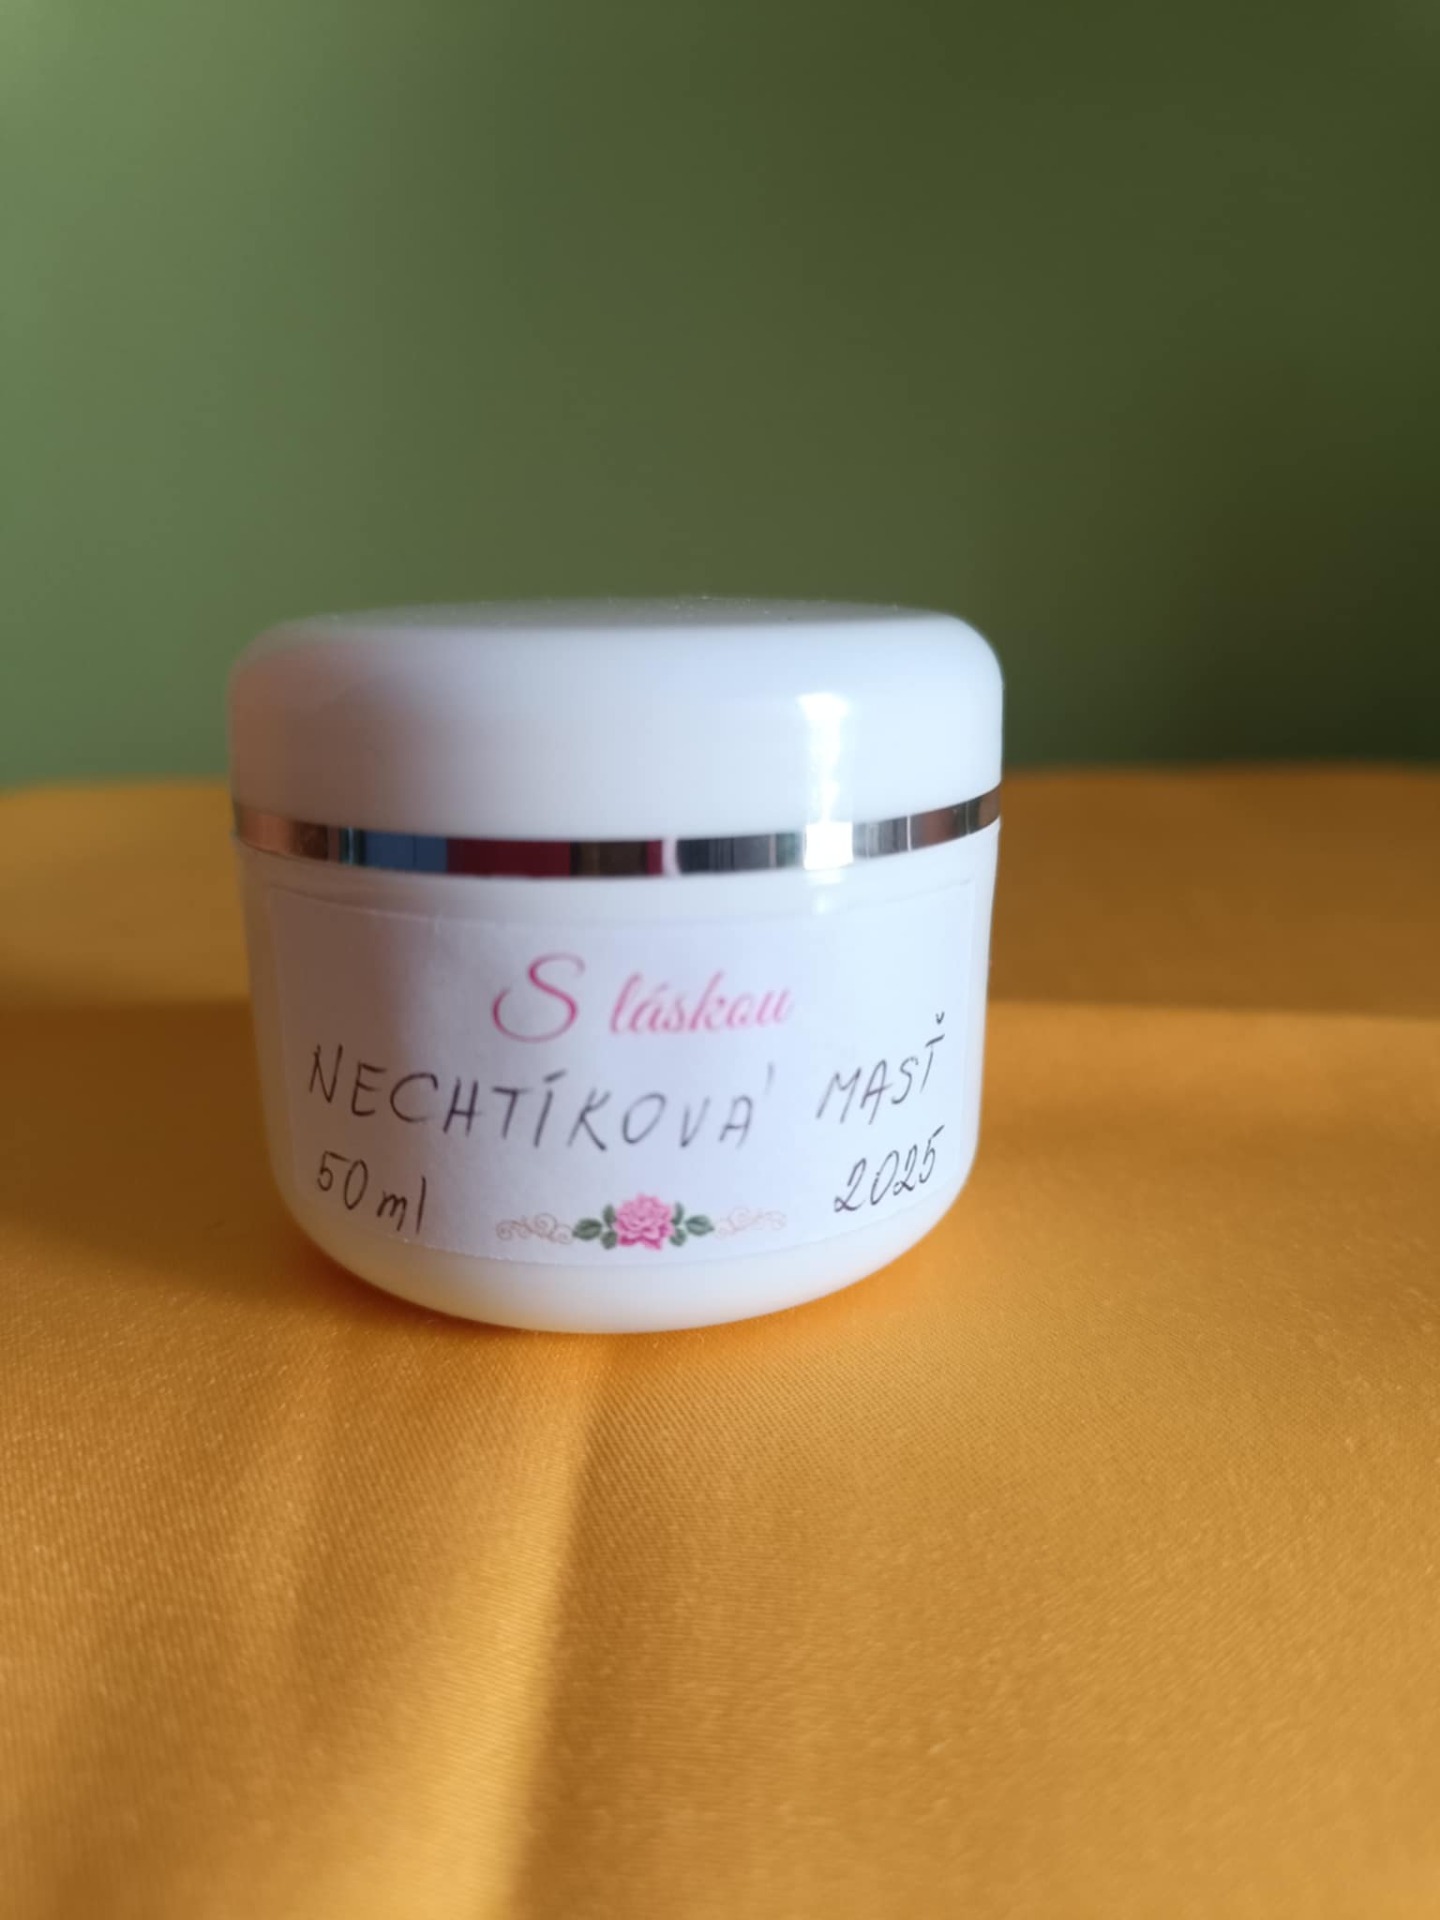 S láskou
NECHTÍKOVÁ MASŤ
50 ml 2025